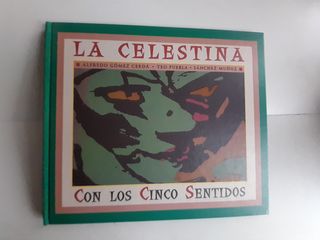 LA CELESTINA
ALFREDO GÓMEZ CERDÁ • TEO PUEBLA • SÁNCHEZ MUÑOZ
CON LOS CINCO SENTIDOS